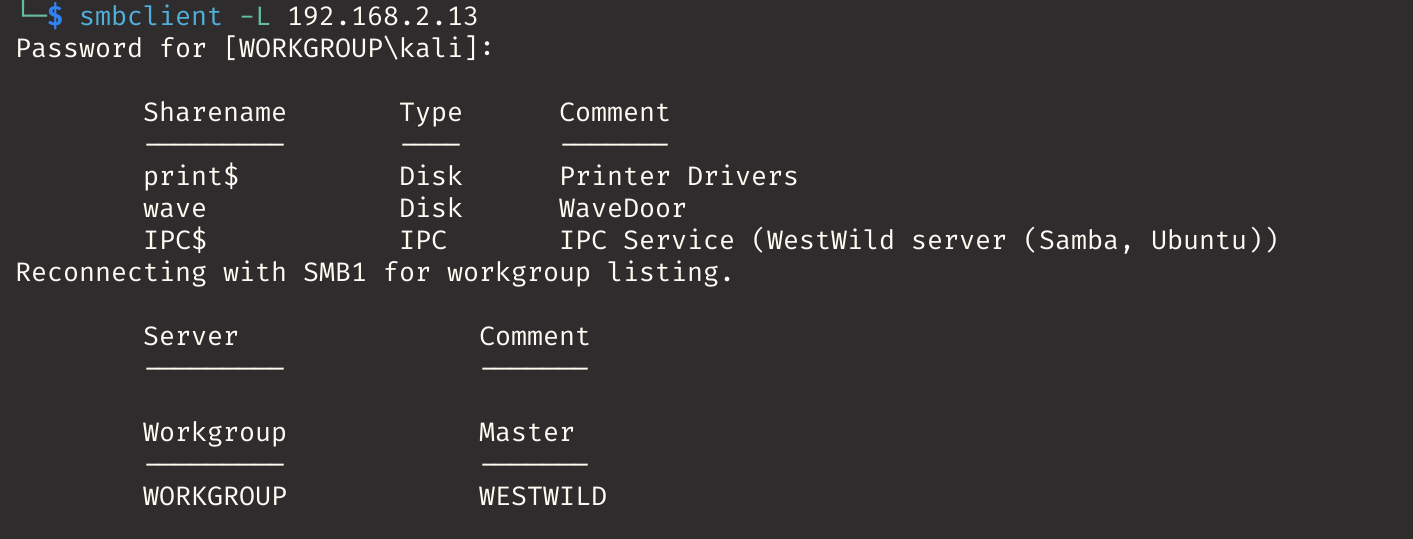 └─$ smbclient -L 192.168.2.13
Password for [WORKGROUP\kali]:
Sharename Type Comment
--------- ---- -------
print$ Disk Printer Drivers
wave Disk WaveDoor
IPC$ IPC IPC Service (WestWild server (Samba, Ubuntu))
Reconnecting with SMB1 for workgroup listing.
Server Comment
--------- -------
Workgroup Master
--------- -------
WORKGROUP WESTWILD